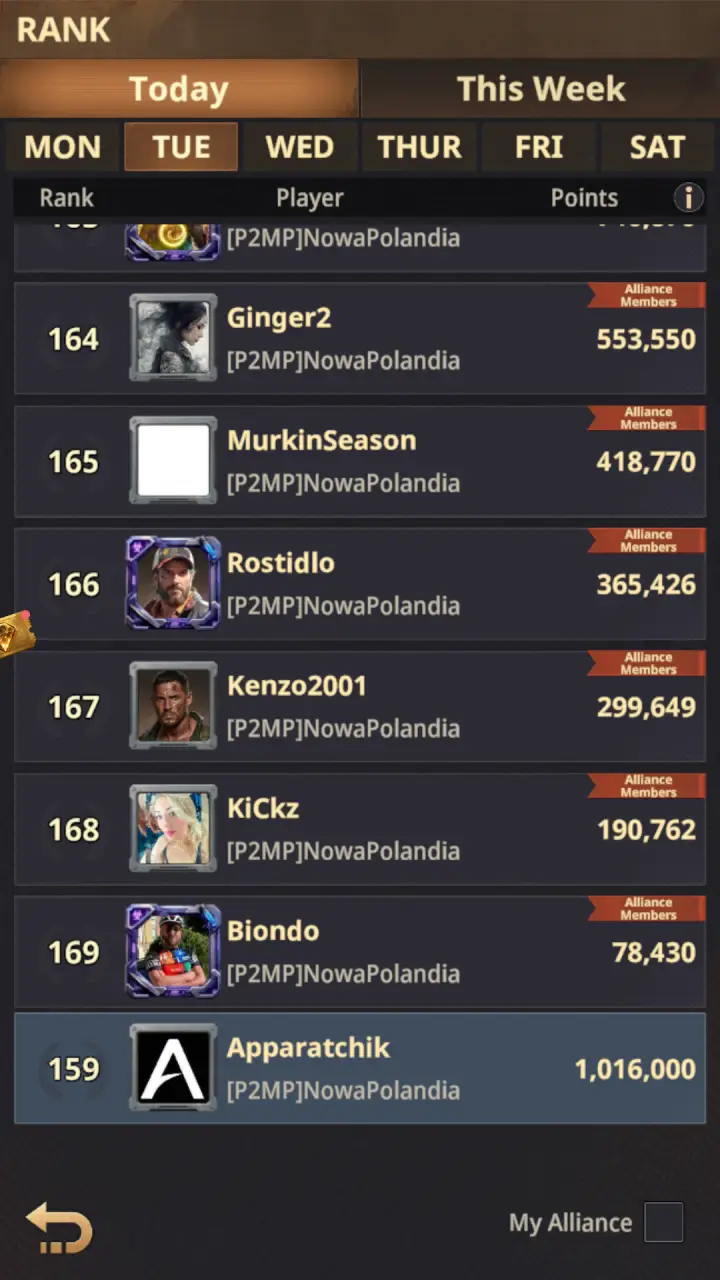 RANK
Today This Week
MON TUE WED THUR FRI SAT
Rank Player Points i
[P2MP]NowaPolandia
Alliance
Members
164 Ginger2 553,550
[P2MP]NowaPolandia
Alliance
Members
165 MurkinSeason 418,770
[P2MP]NowaPolandia
Alliance
Members
166 Rostidlo 365,426
[P2MP]NowaPolandia
Alliance
Members
167 Kenzo2001 299,649
[P2MP]NowaPolandia
Alliance
Members
168 KiCkz 190,762
[P2MP]NowaPolandia
Alliance
Members
169 Biondo 78,430
[P2MP]NowaPolandia
159 Apparatchik 1,016,000
[P2MP]NowaPolandia
My Alliance